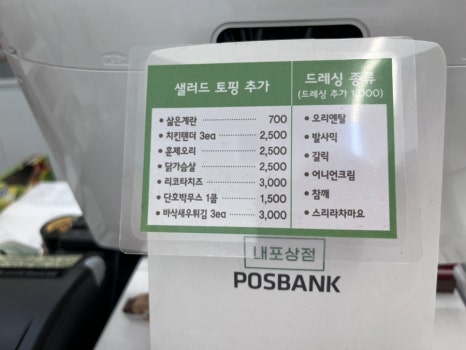 샐러드 토핑 추가
• 삶은계란 ········ 700
• 치킨텐더 3ea ········ 2,500
• 훈제오리 ········ 2,500
• 닭가슴살 ········ 2,500
• 리코타치즈 ········ 3,000
• 단호박무스 1쿱 ········ 1,500
• 바삭새우튀김 3ea ········ 3,000
드레싱 종류
(드레싱 추가 1,000)
• 오리엔탈
• 발사믹
• 갈릭
• 어니언크림
• 참깨
• 스리라차마요
내포상점
POSBANK